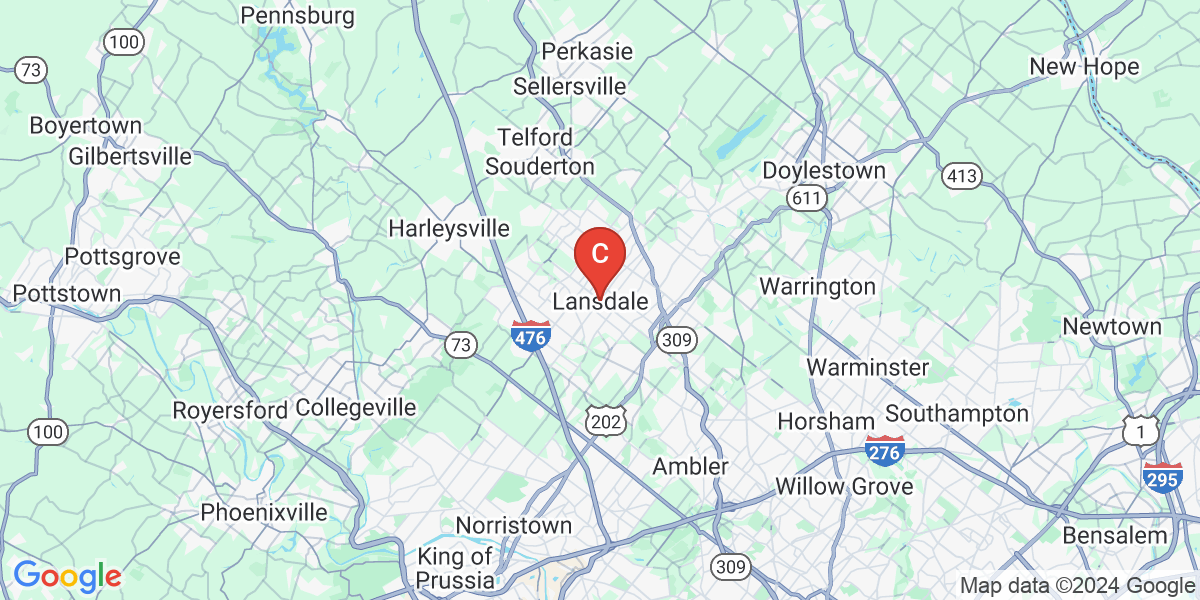 Pennsburg
100
Perkasie
73
New Hope
Sellersville
Boyertown
Telford
Gilbertsville
Souderton
Doylestown
413
611
Harleysville
C
Pottsgrove
Pottstown
Lansdale
Warrington
476
309
73
Newtown
Warminster
Royersford
Collegeville
Southampton
202
Horsham
100
1
276
Ambler
295
Willow Grove
Phoenixville
Norristown
Bensalem
King of
Prussia
309
Google
Map data ©2024 Google